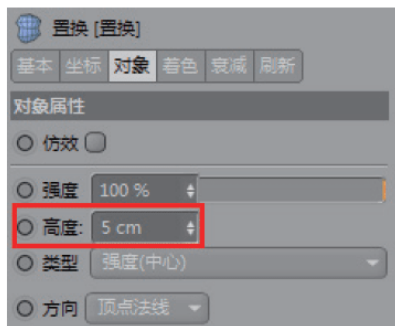 置换 [置换]
基本 坐标 对象 着色 衰减 刷新
对象属性
仿效
强度 100 %
高度: 5 cm
类型 强度(中心)
方向 顶点法线